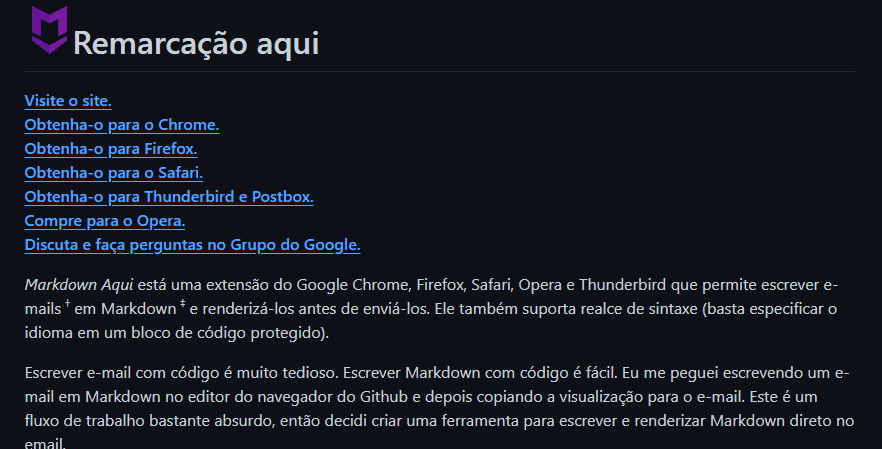 Remarcação aqui
Visite o site.
Obtenha-o para o Chrome.
Obtenha-o para Firefox.
Obtenha-o para o Safari.
Obtenha-o para Thunderbird e Postbox.
Compre para o Opera.
Discuta e faça perguntas no Grupo do Google.
Markdown Aqui está uma extensão do Google Chrome, Firefox, Safari, Opera e Thunderbird que permite escrever e-
mails † em Markdown ‡ e renderizá-los antes de enviá-los. Ele também suporta realce de sintaxe (basta especificar o
idioma em um bloco de código protegido).
Escrever e-mail com código é muito tedioso. Escrever Markdown com código é fácil. Eu me peguei escrevendo um e-
mail em Markdown no editor do navegador do Github e depois copiando a visualização para o e-mail. Este é um
fluxo de trabalho bastante absurdo, então decidi criar uma ferramenta para escrever e renderizar Markdown direto no
email.